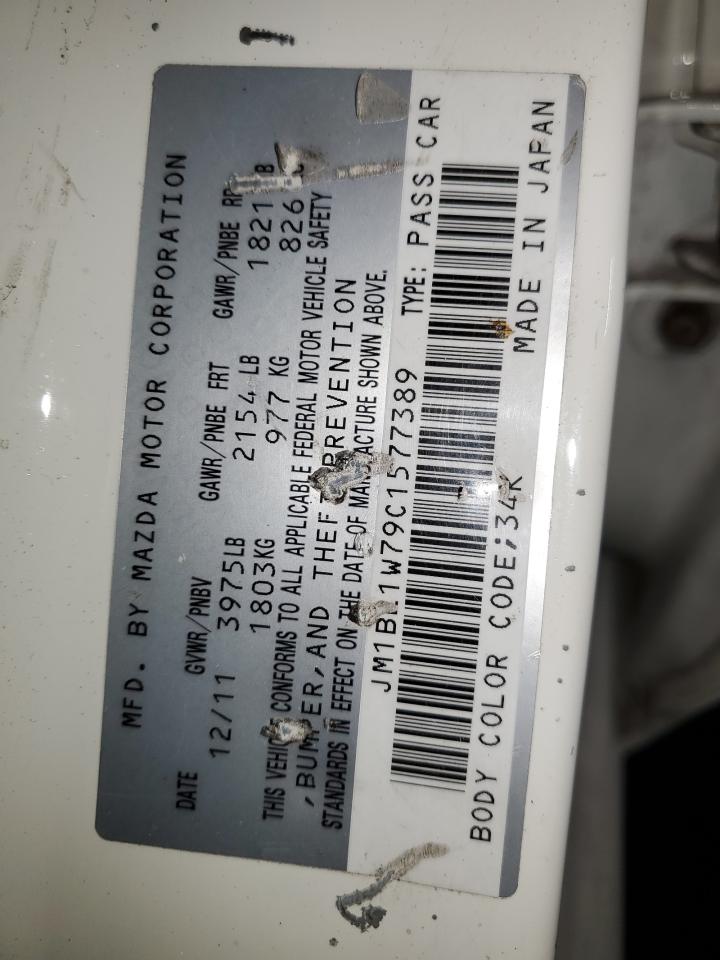 MFD. BY MAZDA MOTOR CORPORATION
DATE GVWR/PNBV GAWR/PNBE FRT GAWR/PNBE
12/11 3975LB 2154 LB 1821
1803KG 977 KG 826
THIS VEHICLE CONFORMS TO ALL APPLICABLE FEDERAL MOTOR VEHICLE SAFETY
,BUMPER,AND THEFT PREVENTION
STANDARDS IN EFFECT ON THE DATE OF MANUFACTURE SHOWN ABOVE.
JM1BL1W79C1577389 TYPE: PASS CAR
BODY COLOR CODE;34K MADE IN JAPAN